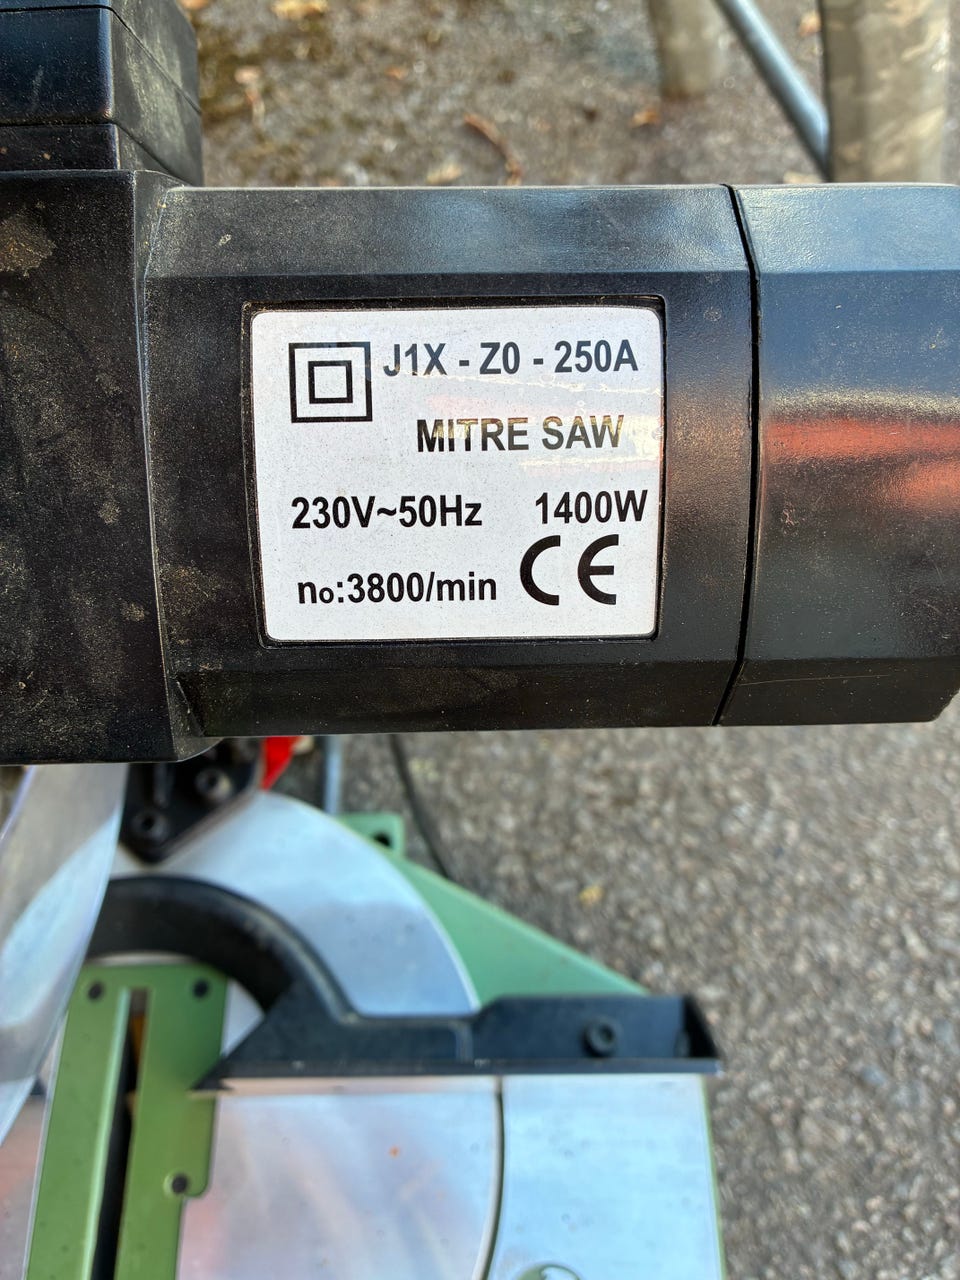 J1X - Z0 - 250A
MITRE SAW
230V~50Hz 1400W
no:3800/min CE